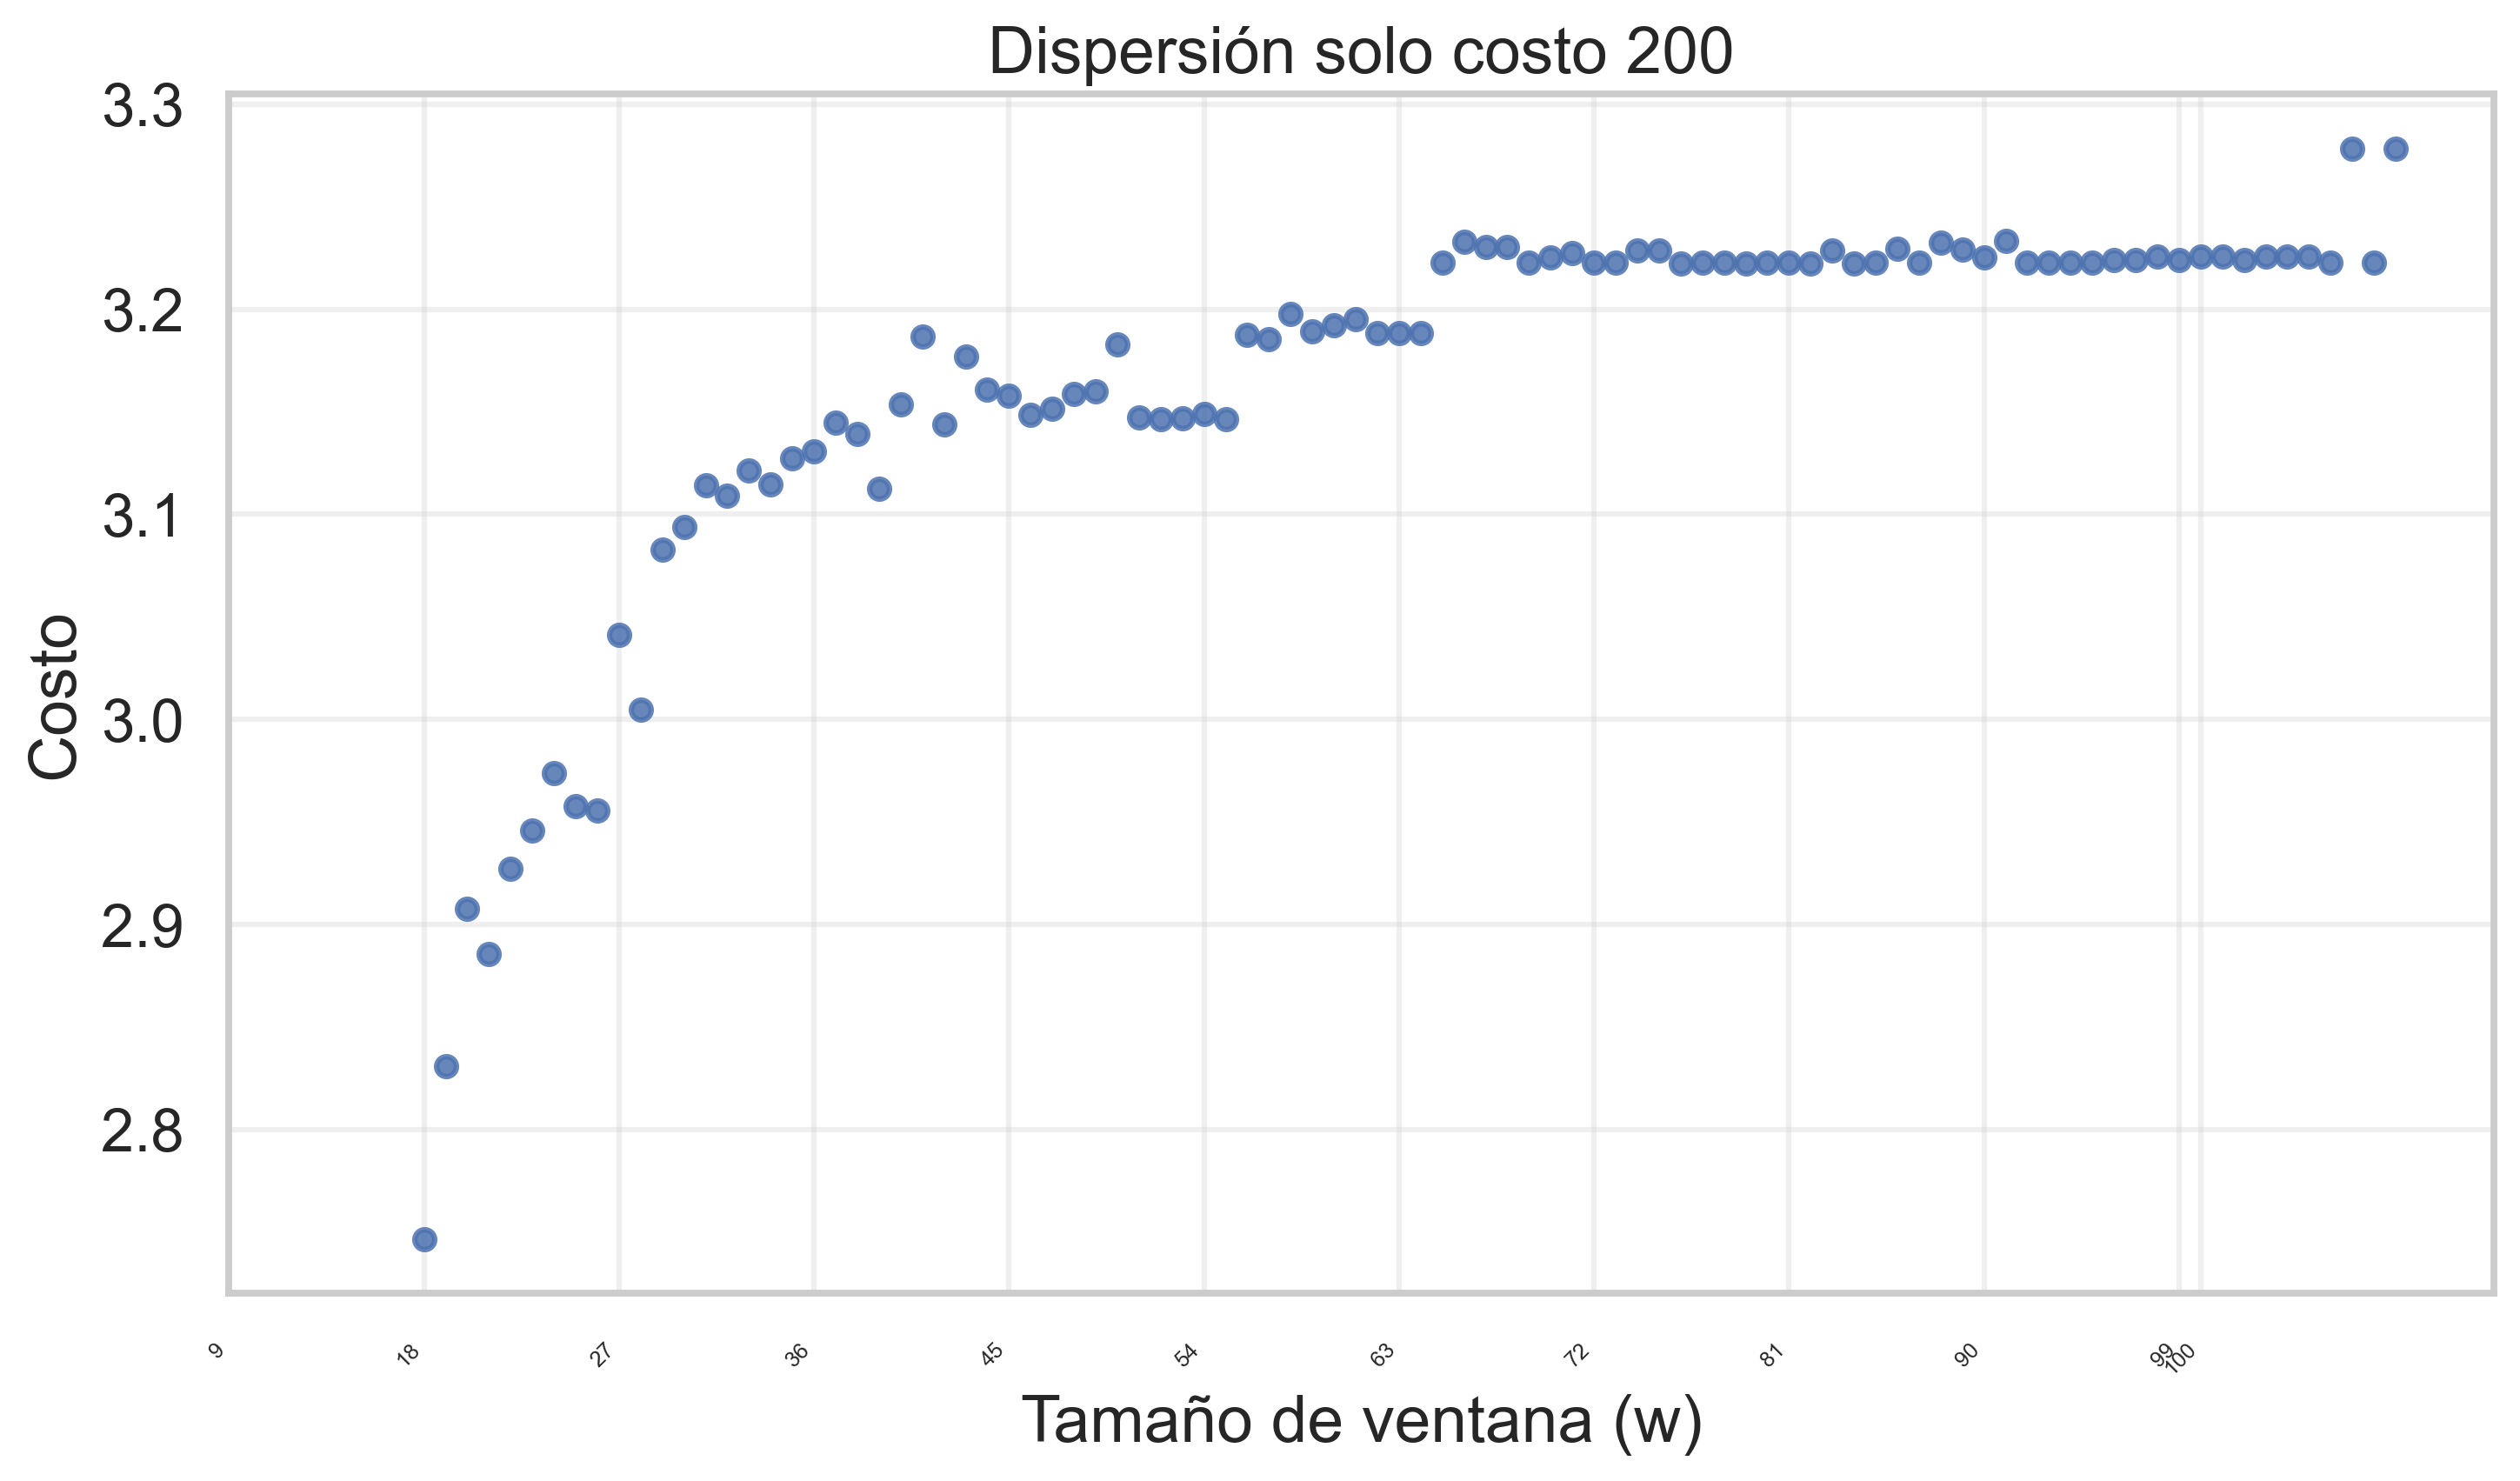 Dispersión solo costo 200
3.3
3.2
3.1
3.0
2.9
2.8
Costo
9 18 27 36 45 54 63 72 81 90 99 100
Tamaño de ventana (w)